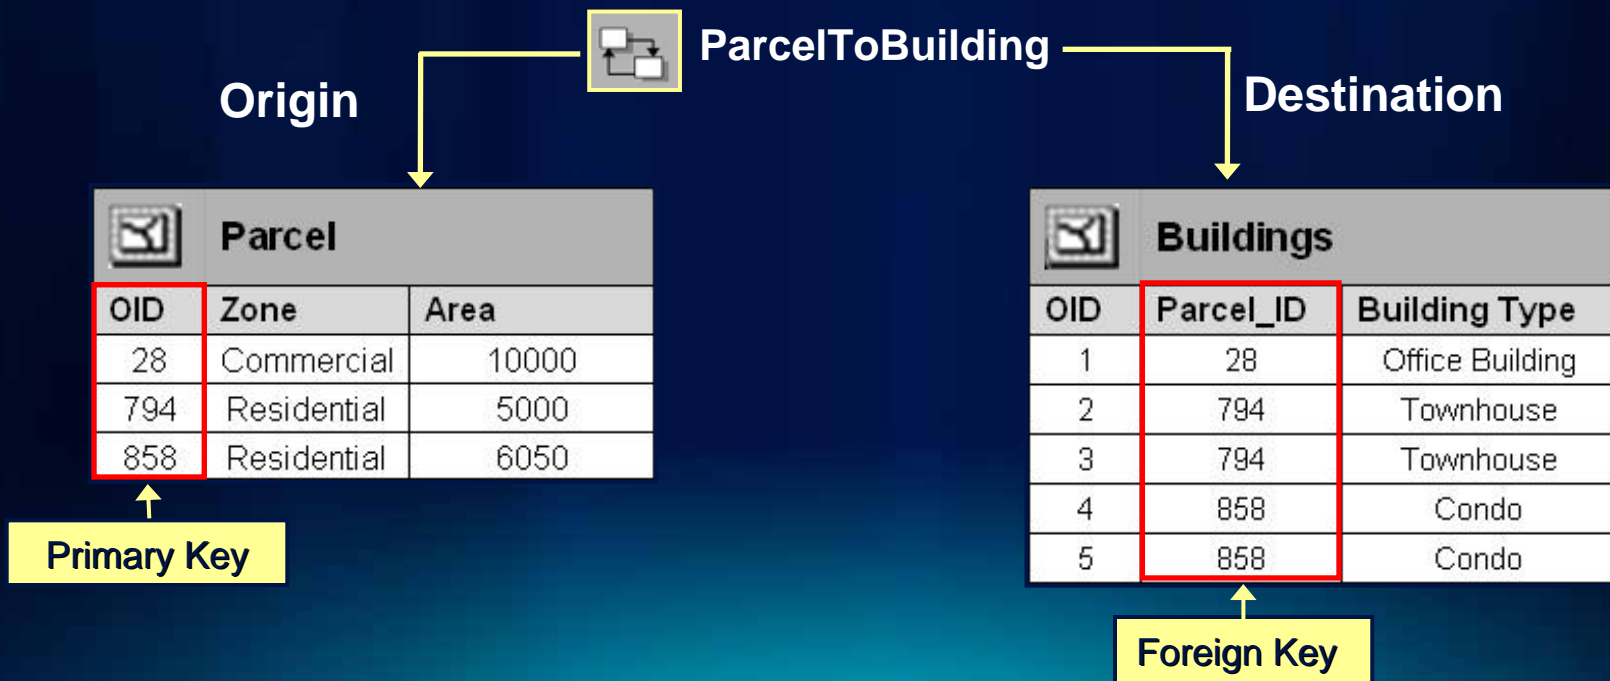 ParcelToBuilding
Origin
Destination
Parcel
OID Zone Area
28 Commercial 10000
794 Residential 5000
858 Residential 6050
Primary Key
Buildings
OID Parcel_ID Building Type
1 28 Office Building
2 794 Townhouse
3 794 Townhouse
4 858 Condo
5 858 Condo
Foreign Key